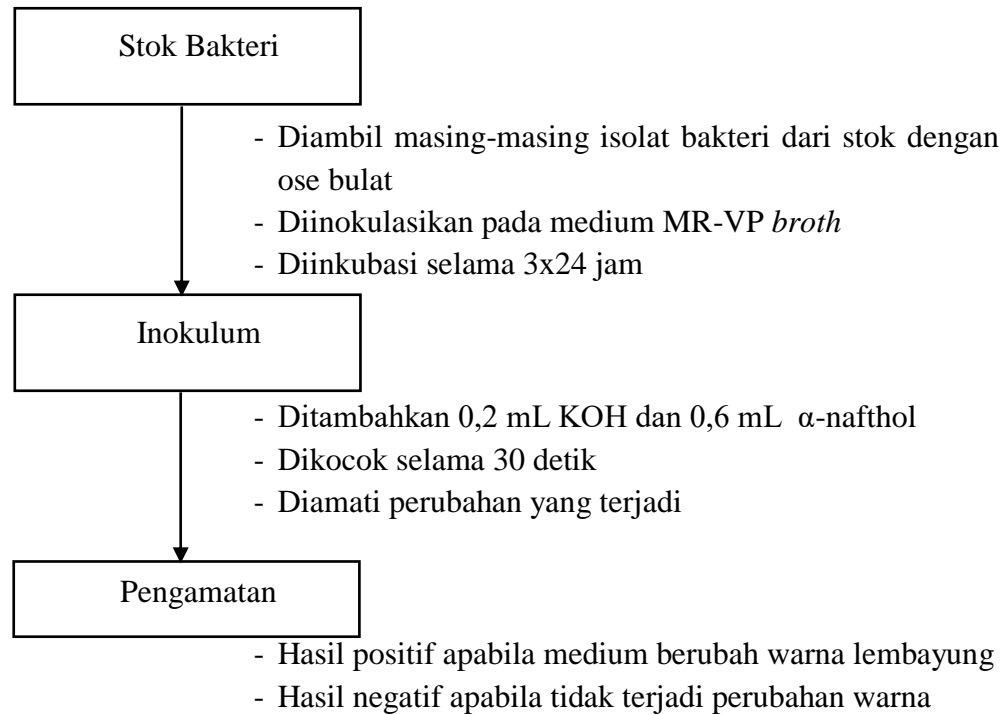 Stok Bakteri
- Diambil masing-masing isolat bakteri dari stok dengan
ose bulat
- Diinokulasikan pada medium MR-VP broth
- Diinkubasi selama 3x24 jam
Inokulum
- Ditambahkan 0,2 mL KOH dan 0,6 mL α-nafthol
- Dikocok selama 30 detik
- Diamati perubahan yang terjadi
Pengamatan
- Hasil positif apabila medium berubah warna lembayung
- Hasil negatif apabila tidak terjadi perubahan warna